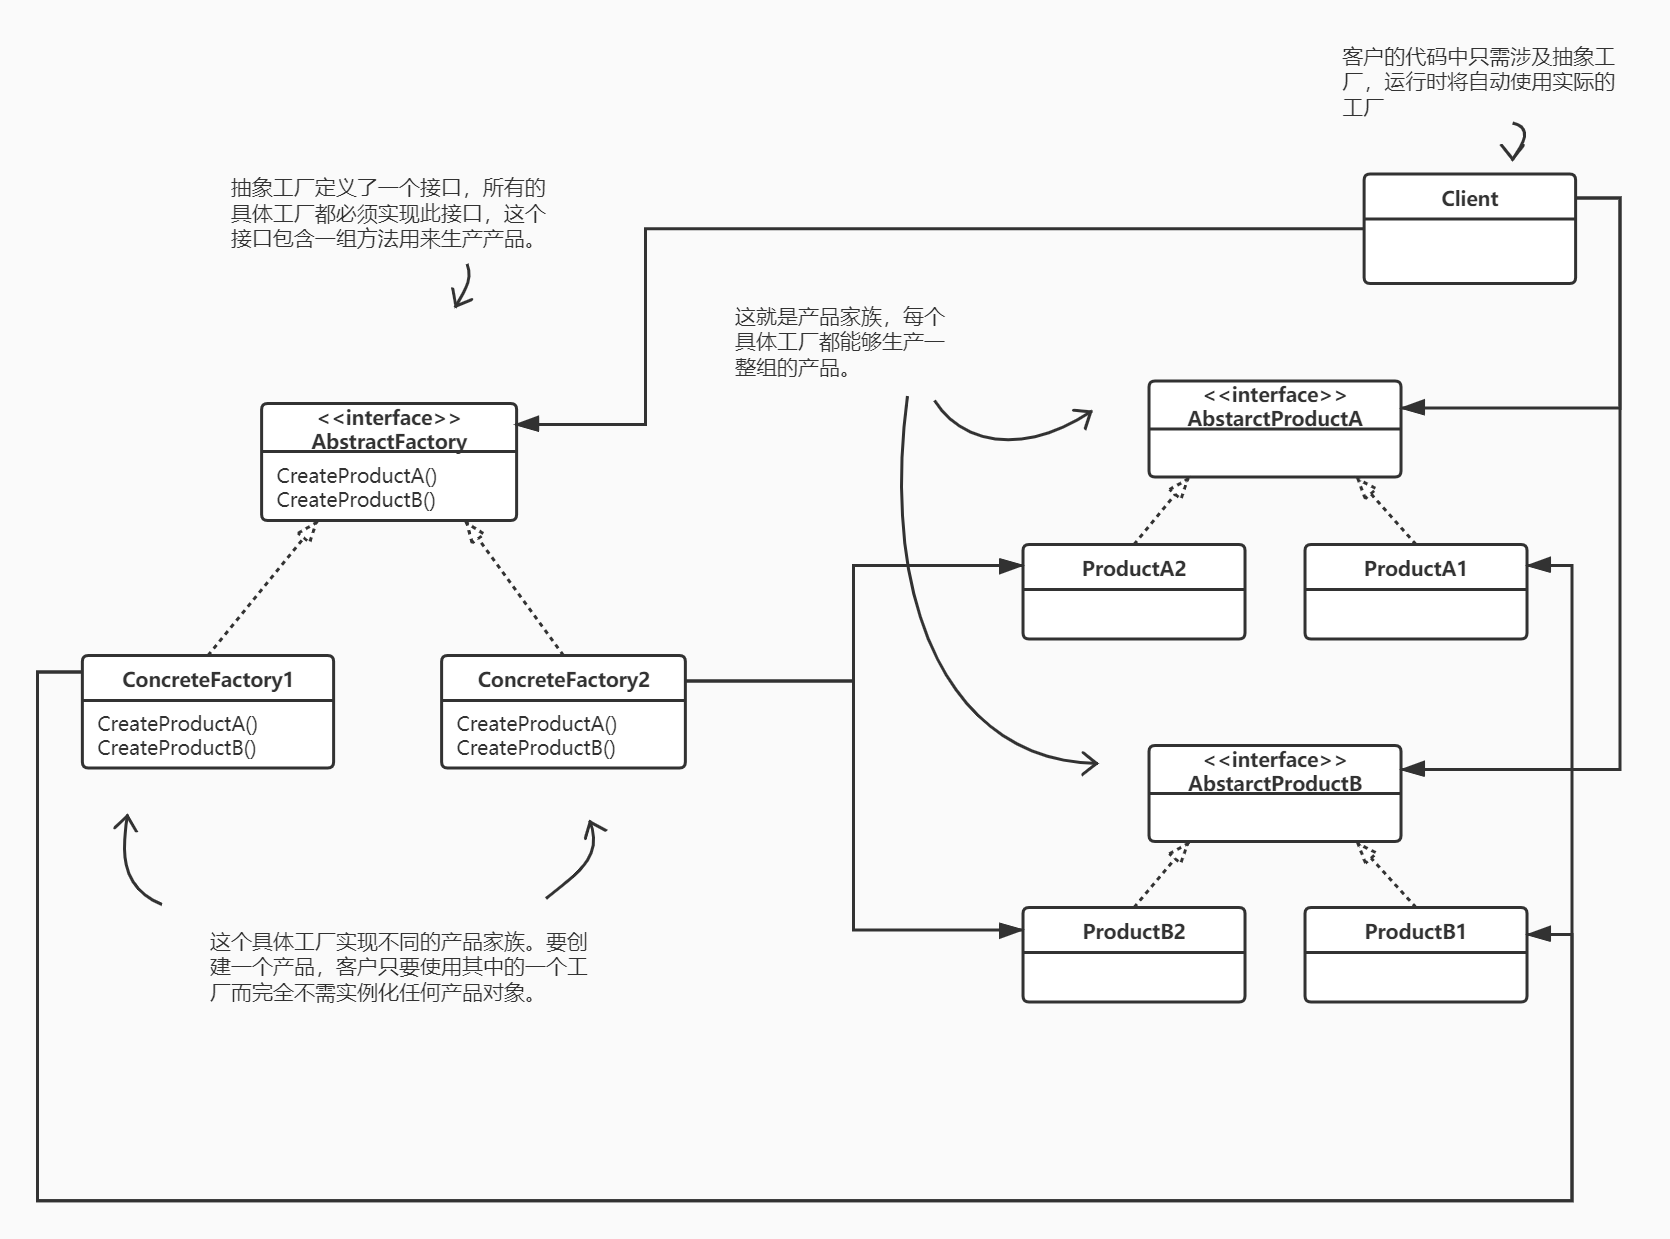 客户的代码中只需涉及抽象工
厂，运行时将自动使用实际的
工厂
Client
抽象工厂定义了一个接口，所有的
具体工厂都必须实现此接口，这个
接口包含一组方法用来生产产品。
这就是产品家族，每个
具体工厂都能够生产一
整组的产品。
<<interface>>
AbstractFactory
CreateProductA()
CreateProductB()
<<interface>>
AbstarctProductA
ProductA2
ProductA1
ConcreteFactory1
CreateProductA()
CreateProductB()
ConcreteFactory2
CreateProductA()
CreateProductB()
<<interface>>
AbstarctProductB
ProductB2
ProductB1
这个具体工厂实现不同的产品家族。要创
建一个产品，客户只要使用其中的一个工
厂而完全不需实例化任何产品对象。